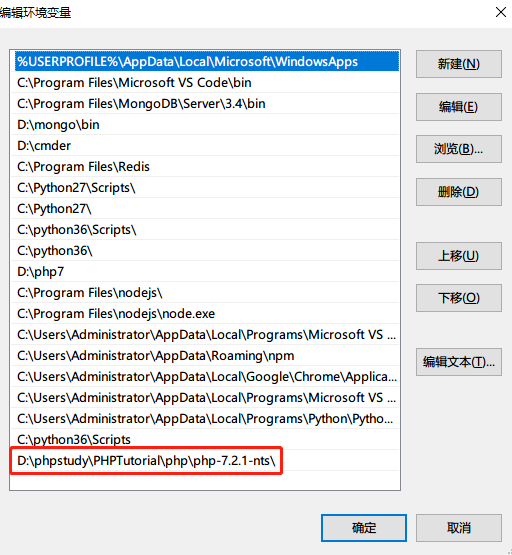 编辑环境变量
%USERPROFILE%\AppData\Local\Microsoft\WindowsApps
C:\Program Files\Microsoft VS Code\bin
C:\Program Files\MongoDB\Server\3.4\bin
D:\mongo\bin
D:\cmder
C:\Program Files\Redis
C:\Python27\Scripts\
C:\Python27\
C:\python36\Scripts\
C:\python36\
D:\php7
C:\Program Files\nodejs\
C:\Program Files\nodejs\node.exe
C:\Users\Administrator\AppData\Local\Programs\Microsoft VS ...
C:\Users\Administrator\AppData\Roaming\npm
C:\Users\Administrator\AppData\Local\Google\Chrome\Applica...
C:\Users\Administrator\AppData\Local\Programs\Microsoft VS ...
C:\Users\Administrator\AppData\Local\Programs\Python\Pytho...
C:\python36\Scripts
D:\phpstudy\PHPTutorial\php\php-7.2.1-nts\
新建(N)
编辑(E)
浏览(B)...
删除(D)
上移(U)
下移(O)
编辑文本(T)...
确定
取消